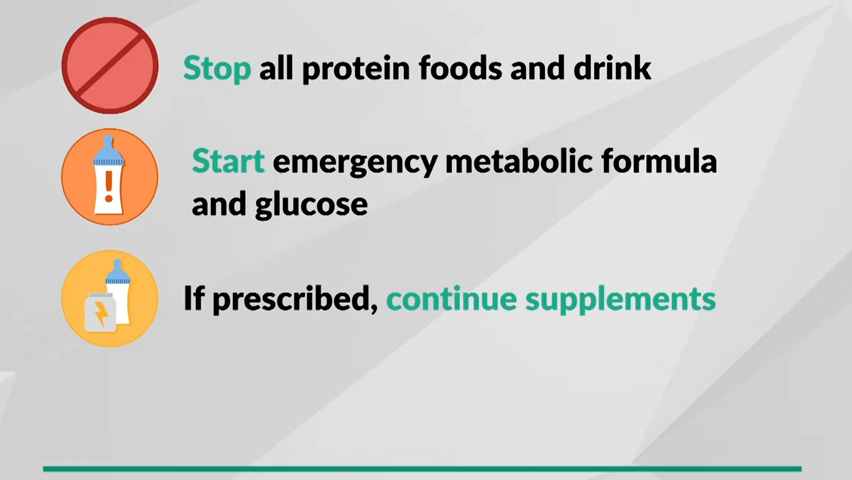 Stop all protein foods and drink
Start emergency metabolic formula
and glucose
If prescribed, continue supplements